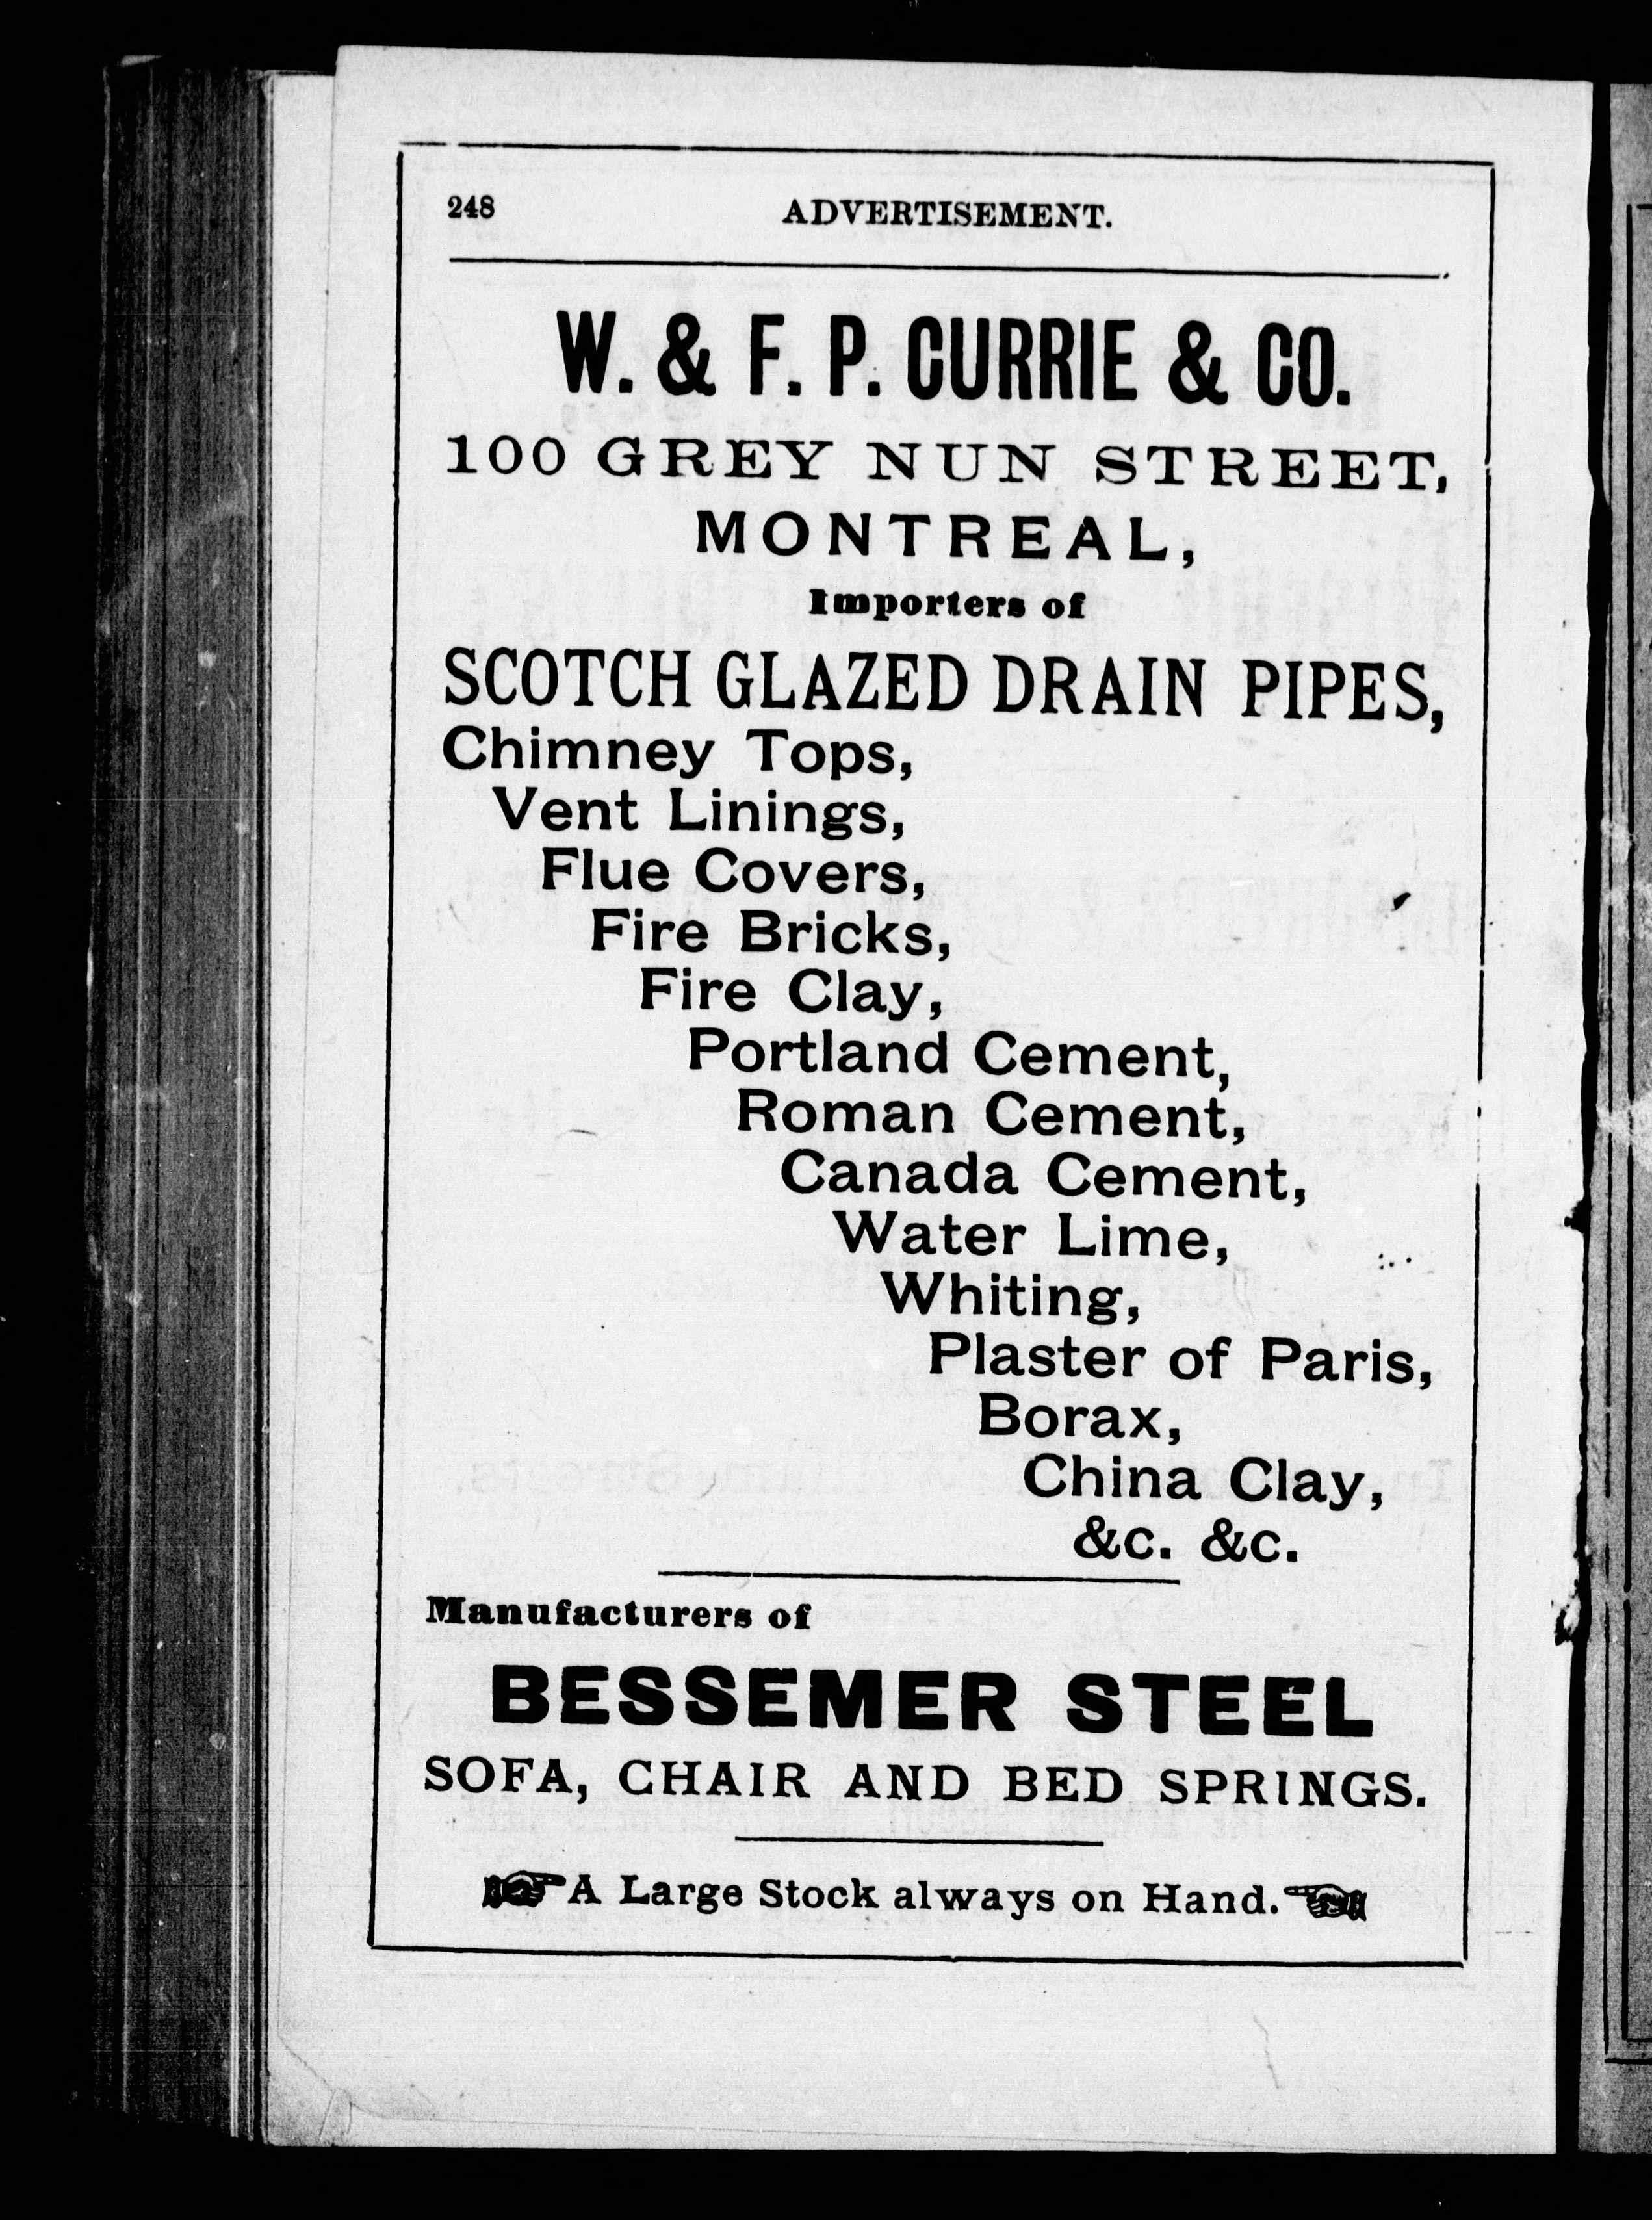 248 ADVERTISEMENT.
W. & F. P. CURRIE & CO.
100 GREY NUN STREET,
MONTREAL,
Importers of
SCOTCH GLAZED DRAIN PIPES,
Chimney Tops,
Vent Linings,
Flue Covers,
Fire Bricks,
Fire Clay,
Portland Cement,
Roman Cement,
Canada Cement,
Water Lime,
Whiting,
Plaster of Paris,
Borax,
China Clay,
&c. &c.
Manufacturers of
BESSEMER STEEL
SOFA, CHAIR AND BED SPRINGS.
☞A Large Stock always on Hand.☜